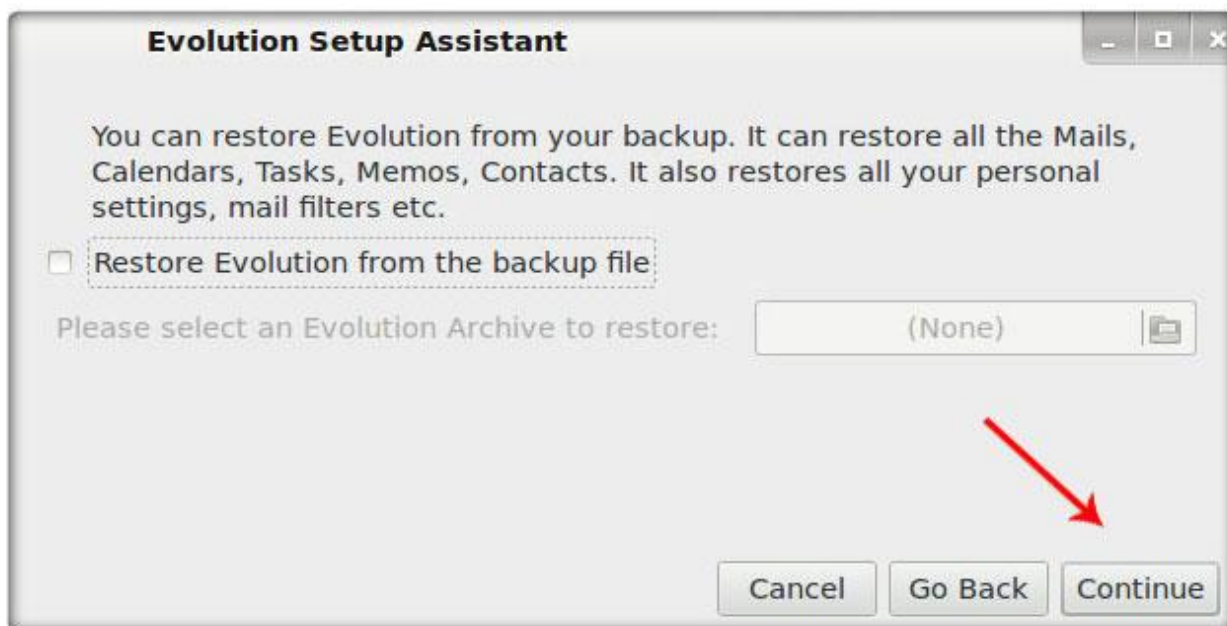 Evolution Setup Assistant
You can restore Evolution from your backup. It can restore all the Mails,
Calendars, Tasks, Memos, Contacts. It also restores all your personal
settings, mail filters etc.
Restore Evolution from the backup file
Please select an Evolution Archive to restore: (None)
Cancel Go Back Continue